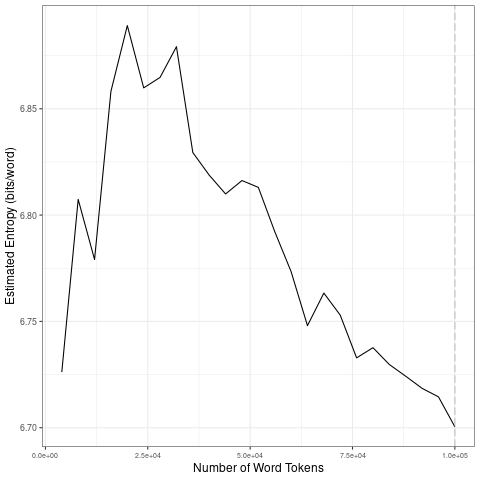 Estimated Entropy (bits/word)
6.85
6.80
6.75
6.70
0.0e+00 2.5e+04 5.0e+04 7.5e+04 1.0e+05
Number of Word Tokens